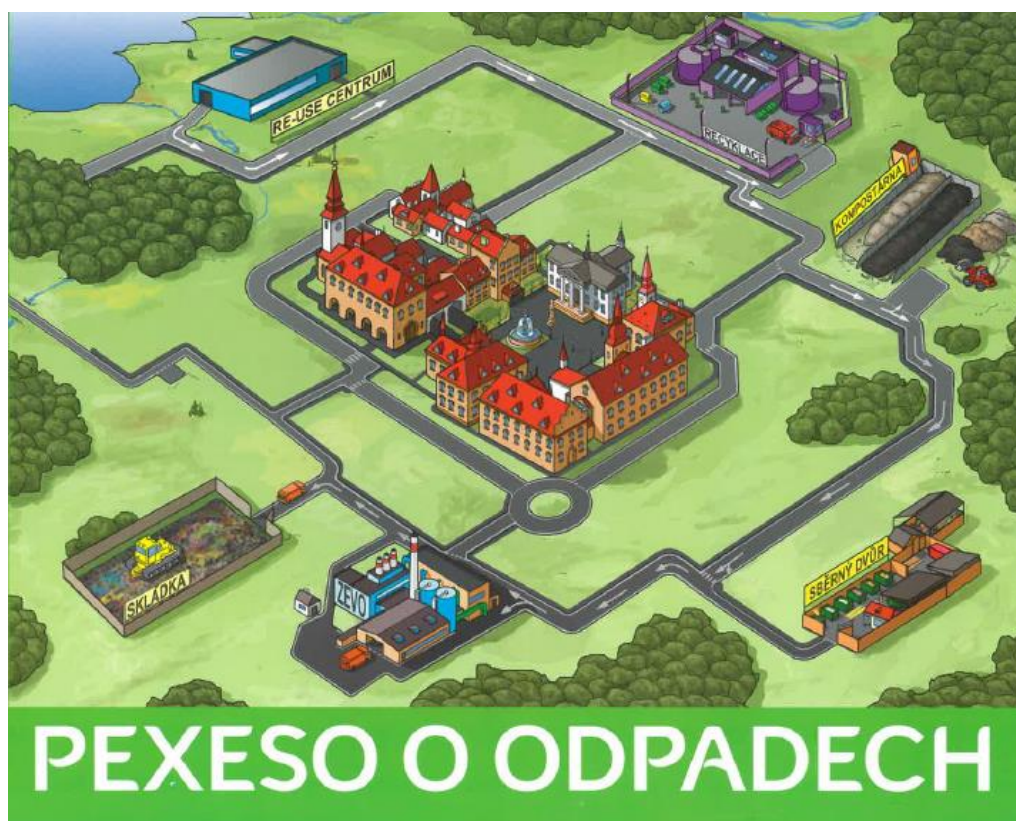 RE-USE CENTRUM
RECYKLACE
KOMPOSTÁRNA
SKLÁDKA
ZEVO
SBĚRNÝ DVŮR
PEXESO O ODPADECH